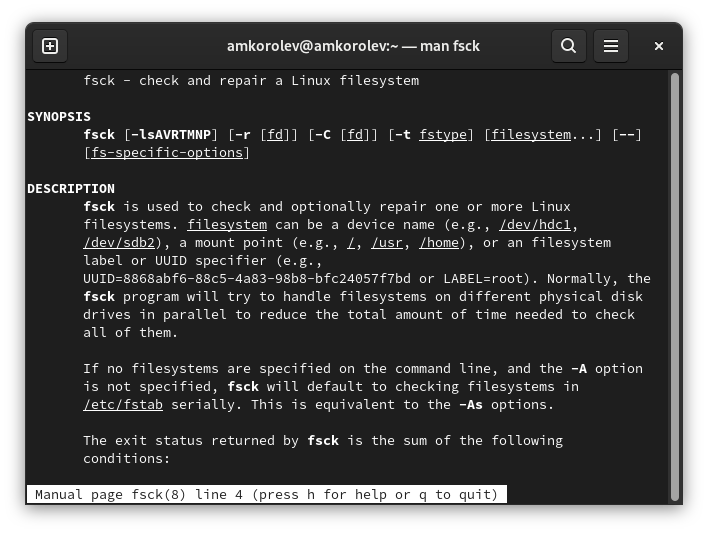 amkorolev@amkorolev:~ — man fsck
fsck - check and repair a Linux filesystem
SYNOPSIS
fsck [-lsAVRTMNP] [-r [fd]] [-C [fd]] [-t fstype] [filesystem...] [--]
[fs-specific-options]
DESCRIPTION
fsck is used to check and optionally repair one or more Linux
filesystems. filesystem can be a device name (e.g., /dev/hdc1,
/dev/sdb2), a mount point (e.g., /, /usr, /home), or an filesystem
label or UUID specifier (e.g.,
UUID=8868abf6-88c5-4a83-98b8-bfc24057f7bd or LABEL=root). Normally, the
fsck program will try to handle filesystems on different physical disk
drives in parallel to reduce the total amount of time needed to check
all of them.
If no filesystems are specified on the command line, and the -A option
is not specified, fsck will default to checking filesystems in
/etc/fstab serially. This is equivalent to the -As options.
The exit status returned by fsck is the sum of the following
conditions:
Manual page fsck(8) line 4 (press h for help or q to quit)